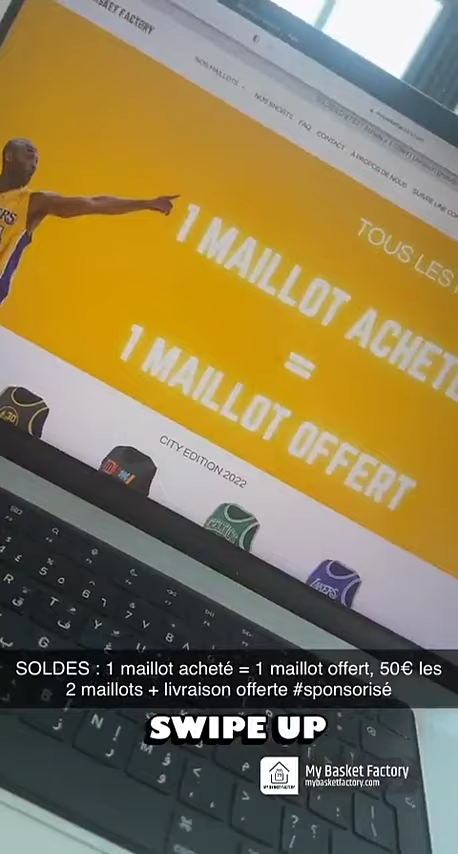 BASKET FACTORY
NOS MAILLOTS
NOS SHORTS
FAQ
CONTACT
A PROPOS DE NOUS
TOUS LES
1 MAILLOT ACHETÉ
=
1 MAILLOT OFFERT
CITY EDITION 2022
LAKERS
SOLDES : 1 maillot acheté = 1 maillot offert, 50€ les
2 maillots + livraison offerte #sponsorisé
SWIPE UP
My Basket Factory
mybasketfactory.com